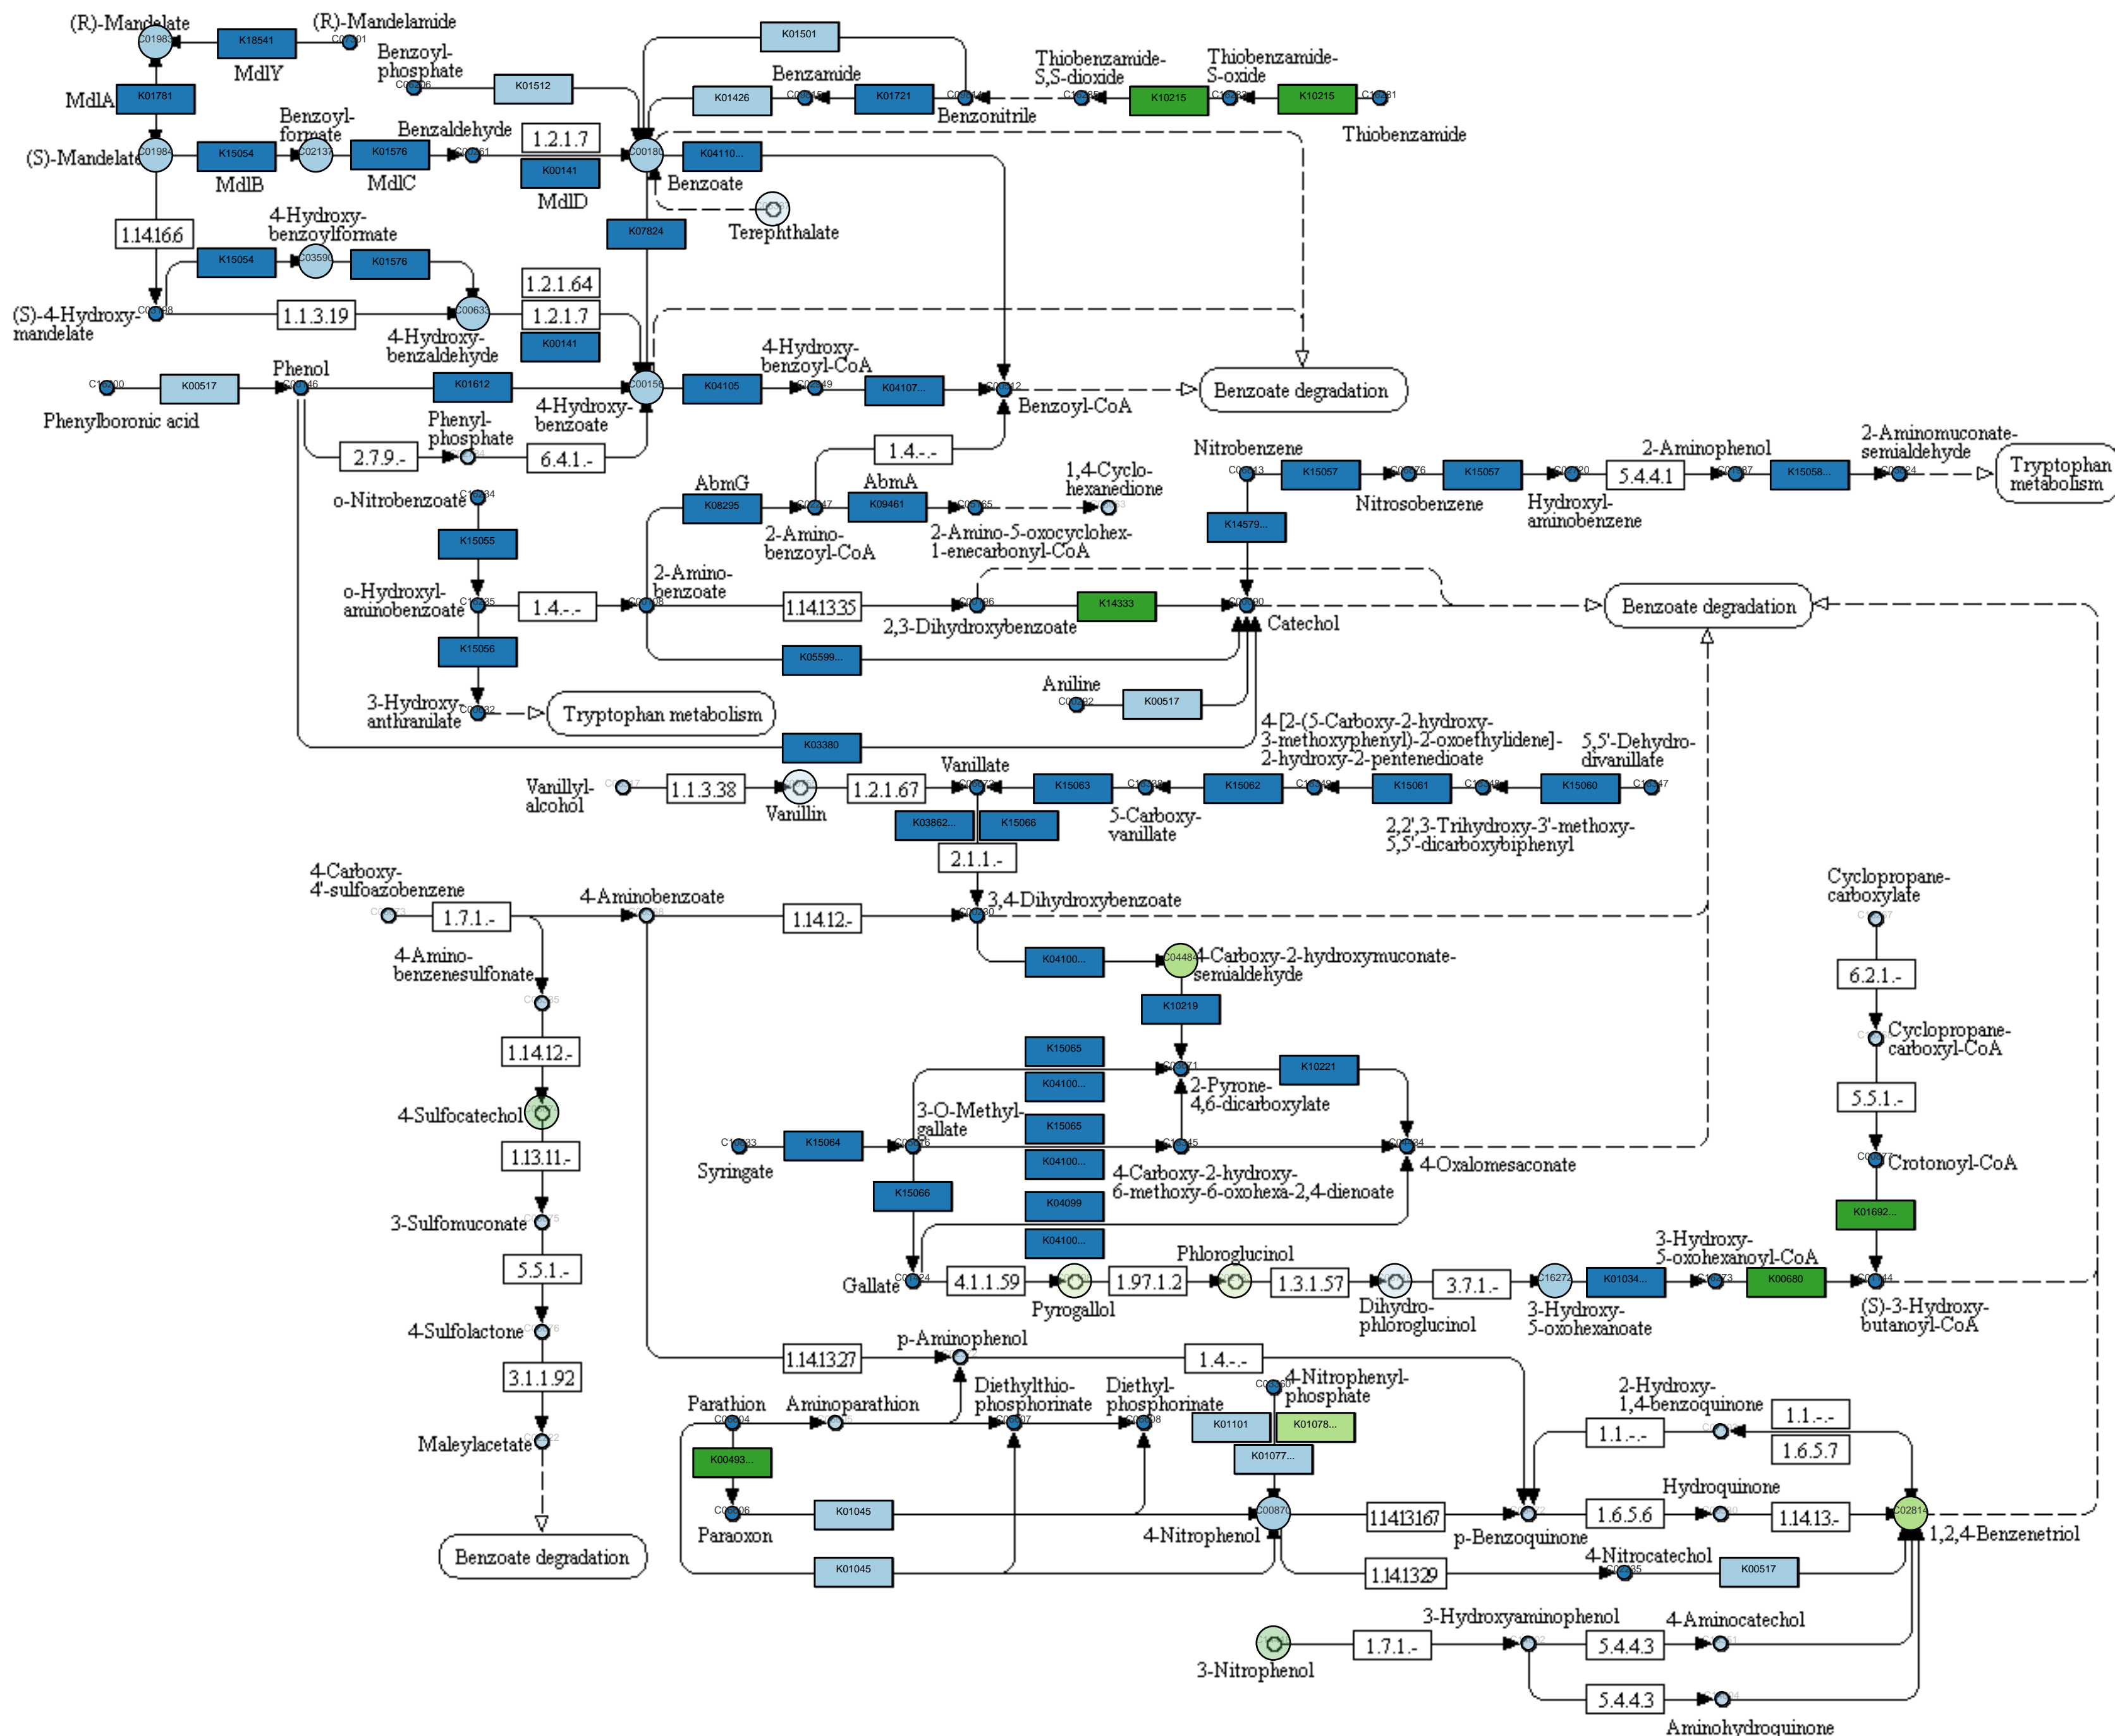 (R)-Mandelate
(R)-Mandelamide
C01983
K18541
MdlY
Benzoyl-
phosphate
K01512
K01501
Benzamide
K01426
K01721
Benzonitrile
Thiobenzamide-
S,S-dioxide
K10215
Thiobenzamide-
S-oxide
K10215
Thiobenzamide
MdlA
K01781
(S)-Mandelate
C01984
K15054
MdlB
Benzoyl-
formate
C02137
K01576
MdlC
Benzaldehyde
1.2.1.7
K00141
MdlD
C00180
K04110...
Benzoate
Terephthalate
K07824
1.14.16.6
4-Hydroxy-
benzoylformate
K15054
C03590
K01576
(S)-4-Hydroxy-
mandelate
1.1.3.19
C00633
4-Hydroxy-
benzaldehyde
1.2.1.64
1.2.1.7
K00141
Phenylboronic acid
K00517
Phenol
K01612
C00156
4-Hydroxy-
benzoate
K04105
4-Hydroxy-
benzoyl-CoA
K04107...
Benzoyl-CoA
Benzoate degradation
2.7.9.-
Phenyl-
phosphate
6.4.1.-
1.4.-.-
o-Nitrobenzoate
K15055
AbmG
K08295
2-Amino-
benzoyl-CoA
AbmA
K09461
2-Amino-5-oxocyclohex-
1-enecarbonyl-CoA
1,4-Cyclo-
hexanedione
Nitrobenzene
K15057
Nitrosobenzene
K15057
Hydroxyl-
aminobenzene
5.4.4.1
2-Aminophenol
K15058...
2-Aminomuconate-
semialdehyde
Tryptophan
metabolism
K14579...
o-Hydroxyl-
aminobenzoate
1.4.-.-
2-Amino-
benzoate
1.14.13.35
2,3-Dihydroxybenzoate
K14333
Catechol
Benzoate degradation
K15056
K05599...
3-Hydroxy-
anthranilate
Tryptophan metabolism
Aniline
K00517
K03380
Vanillyl-
alcohol
1.1.3.38
Vanillin
1.2.1.67
Vanillate
K15063
5-Carboxy-
vanillate
K15062
4-[2-(5-Carboxy-2-hydroxy-
3-methoxyphenyl)-2-oxoethylidene]-
2-hydroxy-2-pentenedioate
K15061
2,2',3-Trihydroxy-3'-methoxy-
5,5'-dicarboxybiphenyl
K15060
5,5'-Dehydro-
divanillate
K03862...
K15066
2.1.1.-
4-Carboxy-
4'-sulfoazobenzene
1.7.1.-
4-Aminobenzoate
1.14.12.-
3,4-Dihydroxybenzoate
Cyclopropane-
carboxylate
4-Amino-
benzenesulfonate
K04100...
C04484
4-Carboxy-2-hydroxymuconate-
semialdehyde
6.2.1.-
K10219
Cyclopropane-
carboxyl-CoA
1.14.12.-
K15065
K04100...
2-Pyrone-
4,6-dicarboxylate
K10221
5.5.1.-
4-Sulfocatechol
3-O-Methyl-
gallate
1.13.11.-
Syringate
K15064
K15065
K04100...
4-Carboxy-2-hydroxy-
6-methoxy-6-oxohexa-2,4-dienoate
4-Oxalomesaconate
Crotonoyl-CoA
K15066
K04099
K04100...
K01692...
3-Sulfomuconate
5.5.1.-
Gallate
4.1.1.59
Pyrogallol
1.97.1.2
Phloroglucinol
1.3.1.57
Dihydro-
phloroglucinol
3.7.1.-
C16272
3-Hydroxy-
5-oxohexanoate
K01034...
3-Hydroxy-
5-oxohexanoyl-CoA
K00680
(S)-3-Hydroxy-
butanoyl-CoA
4-Sulfolactone
1.14.13.27
p-Aminophenol
1.4.-.-
3.1.1.92
Maleylacetate
Parathion
Aminoparathion
Diethylthio-
phosphorinate
Diethyl-
phosphorinate
4-Nitrophenyl-
phosphate
K01101
K01078...
K01077...
2-Hydroxy-
1,4-benzoquinone
1.1.-.-
1.1.-.-
1.6.5.7
K00493...
Paraoxon
K01045
C00870
4-Nitrophenol
1.14.13.167
p-Benzoquinone
1.6.5.6
Hydroquinone
1.14.13.-
C02814
1,2,4-Benzenetriol
Benzoate degradation
K01045
1.14.13.29
4-Nitrocatechol
K00517
3-Nitrophenol
1.7.1.-
3-Hydroxyaminophenol
5.4.4.3
4-Aminocatechol
5.4.4.3
Aminohydroquinone